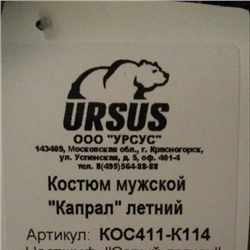 URSUS
ООО "УРСУС"
143409, Московская обл., г. Красногорск,
ул. Успенская, д. 5, оф. 401-4
тел. 8(495)564-88-88
Костюм мужской
"Капрал" летний
Артикул: КОС411-К114